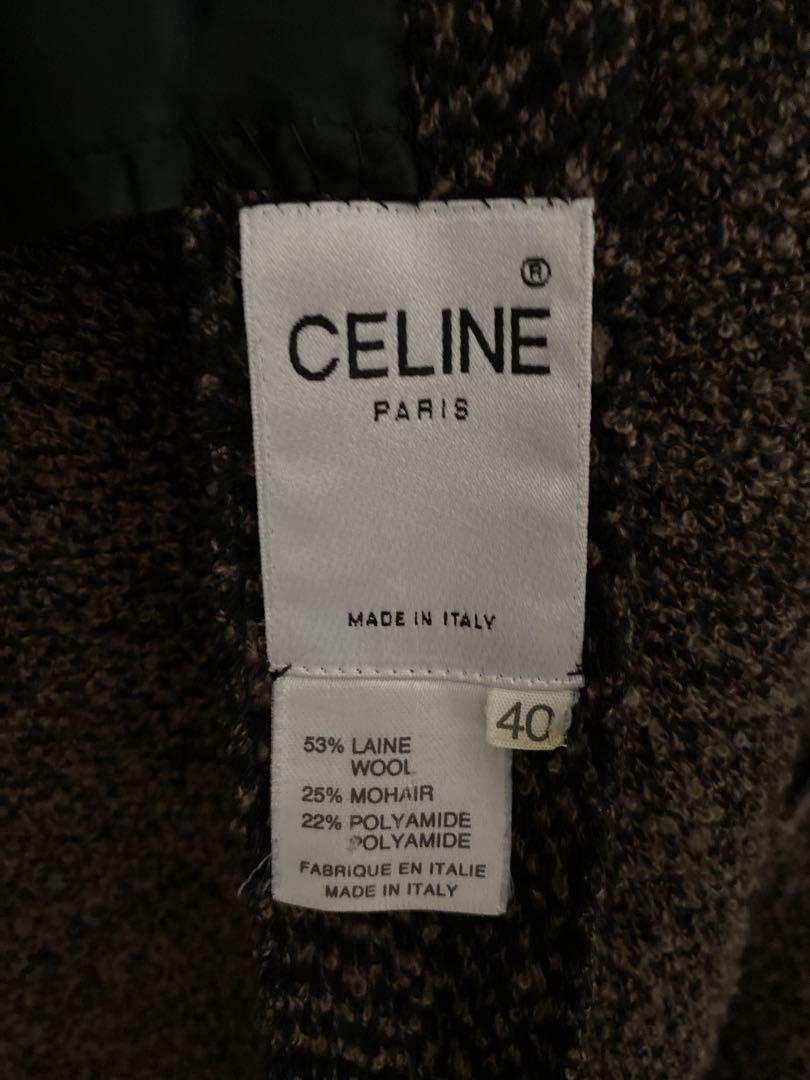 ®
CELINE
PARIS
MADE IN ITALY
40
53% LAINE
WOOL
25% MOHAIR
22% POLYAMIDE
POLYAMIDE
FABRIQUE EN ITALIE
MADE IN ITALY